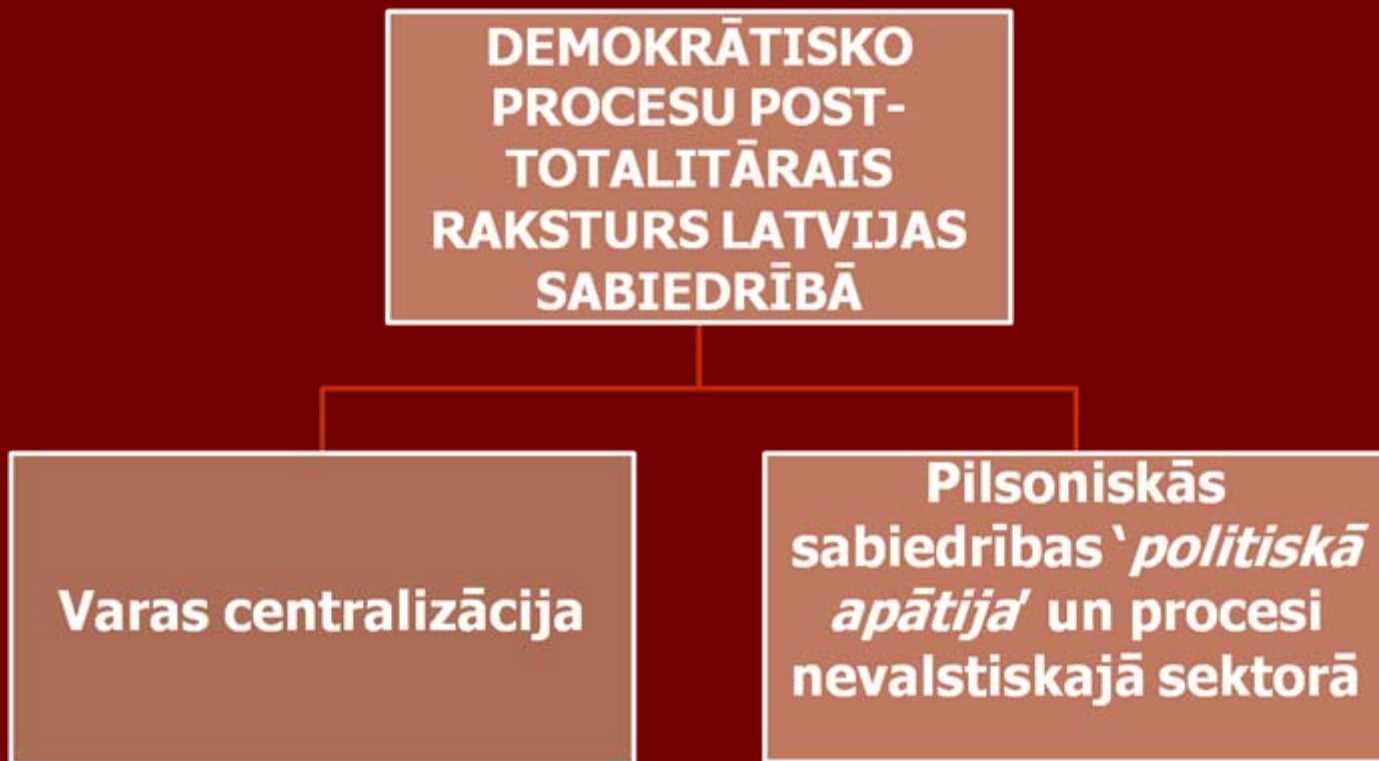 DEMOKRĀTISKO
PROCESU POST-
TOTALITĀRAIS
RAKSTURS LATVIJAS
SABIEDRĪBĀ
Varas centralizācija
Pilsoniskās
sabiedrības ‘politiskā
apātija’ un procesi
nevalstiskajā sektorā